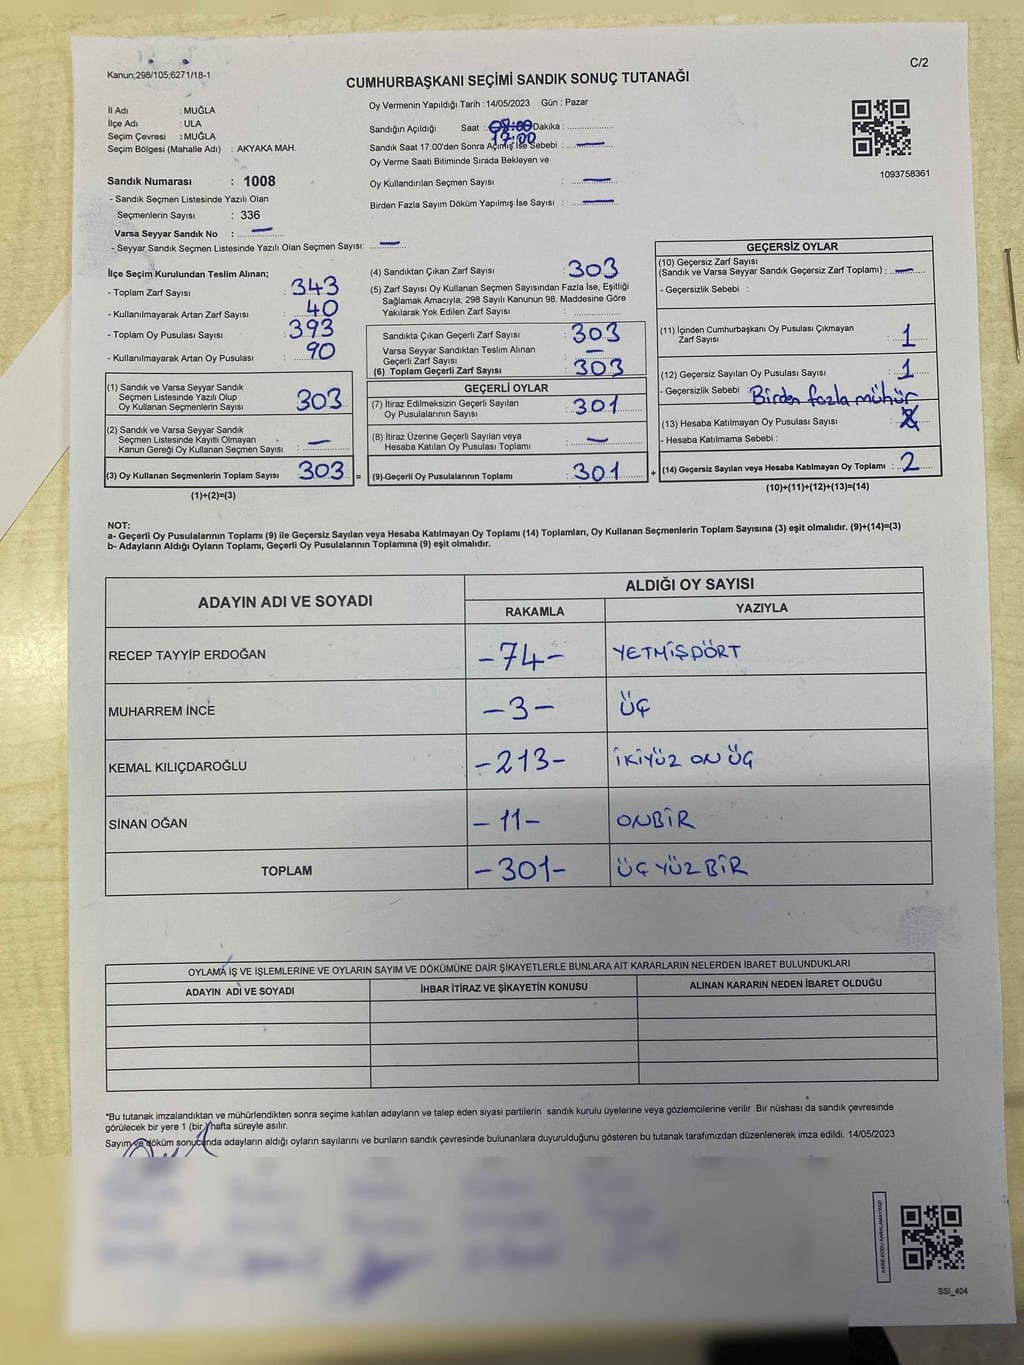 Kanun,298/105,6271/18-1
C/2
CUMHURBAŞKANI SEÇİMİ SANDIK SONUÇ TUTANAĞI
İl Adı : MUĞLA
İlçe Adı : ULA
Seçim Çevresi : MUĞLA
Seçim Bölgesi (Mahalle Adı) : AKYAKA MAH.
Oy Vermenin Yapıldığı Tarih :14/05/2023 Gün : Pazar
Sandığın Açıldığı Saat : Dakika :
17:00
Sandık Saat 17:00'den Sonra Açılmış İse Sebebi : —
Oy Verme Saati Bitiminde Sırada Bekleyen ve
Oy Kullandırılan Seçmen Sayısı : —
Birden Fazla Sayım Döküm Yapılmış İse Sayısı : —
1093758361
Sandık Numarası : 1008
- Sandık Seçmen Listesinde Yazılı Olan
Seçmenlerin Sayısı : 336
Varsa Seyyar Sandık No : —
- Seyyar Sandık Seçmen Listesinde Yazılı Olan Seçmen Sayısı: —
İlçe Seçim Kurulundan Teslim Alınan;
- Toplam Zarf Sayısı : 343
- Kullanılmayarak Artan Zarf Sayısı : 40
- Toplam Oy Pusulası Sayısı : 393
- Kullanılmayarak Artan Oy Pusulası : 90
(1) Sandık ve Varsa Seyyar Sandık
Seçmen Listesinde Yazılı Olup
Oy Kullanan Seçmenlerin Sayısı : 303
(2) Sandık ve Varsa Seyyar Sandık
Seçmen Listesinde Kayıtlı Olmayan
Kanun Gereği Oy Kullanan Seçmen Sayısı : —
(3) Oy Kullanan Seçmenlerin Toplam Sayısı : 303 =
(1)+(2)=(3)
(4) Sandıktan Çıkan Zarf Sayısı : 303
(5) Zarf Sayısı Oy Kullanan Seçmen Sayısından Fazla İse, Eşitliği
Sağlamak Amacıyla; 298 Sayılı Kanunun 98. Maddesine Göre
Yakılarak Yok Edilen Zarf Sayısı :
Sandıkta Çıkan Geçerli Zarf Sayısı : 303
Varsa Seyyar Sandıktan Teslim Alınan
Geçerli Zarf Sayısı : —
(6) Toplam Geçerli Zarf Sayısı : 303
GEÇERLİ OYLAR
(7) İtiraz Edilmeksizin Geçerli Sayılan
Oy Pusulalarının Sayısı : 301
(8) İtiraz Üzerine Geçerli Sayılan veya
Hesaba Katılan Oy Pusulası Toplamı : —
(9)-Geçerli Oy Pusulalarının Toplamı : 301 +
GEÇERSİZ OYLAR
(10) Geçersiz Zarf Sayısı
(Sandık ve Varsa Seyyar Sandık Geçersiz Zarf Toplamı) : —
- Geçersizlik Sebebi :
(11) İçinden Cumhurbaşkanı Oy Pusulası Çıkmayan
Zarf Sayısı : 1
(12) Geçersiz Sayılan Oy Pusulası Sayısı : 1
- Geçersizlik Sebebi : Birden fazla mühür
(13) Hesaba Katılmayan Oy Pusulası Sayısı :
- Hesaba Katılmama Sebebi :
(14) Geçersiz Sayılan veya Hesaba Katılmayan Oy Toplamı : 2
(10)+(11)+(12)+(13)=(14)
NOT:
a- Geçerli Oy Pusulalarının Toplamı (9) ile Geçersiz Sayılan veya Hesaba Katılmayan Oy Toplamı (14) Toplamları, Oy Kullanan Seçmenlerin Toplam Sayısına (3) eşit olmalıdır. (9)+(14)=(3)
b- Adayların Aldığı Oyların Toplamı, Geçerli Oy Pusulalarının Toplamına (9) eşit olmalıdır.
ADAYIN ADI VE SOYADI
ALDIĞI OY SAYISI
RAKAMLA YAZIYLA
RECEP TAYYİP ERDOĞAN -74- YETMİŞDÖRT
MUHARREM İNCE -3- ÜÇ
KEMAL KILIÇDAROĞLU -213- İKİYÜZ ON ÜÇ
SİNAN OĞAN -11- ONBİR
TOPLAM -301- ÜÇ YÜZ BİR
OYLAMA İŞ VE İŞLEMLERİNE VE OYLARIN SAYIM VE DÖKÜMÜNE DAİR ŞİKAYETLERLE BUNLARA AİT KARARLARIN NELERDEN İBARET BULUNDUKLARI
ADAYIN ADI VE SOYADI İHBAR İTİRAZ VE ŞİKAYETİN KONUSU ALINAN KARARIN NEDEN İBARET OLDUĞU
*Bu tutanak imzalandıktan ve mühürlendikten sonra seçime katılan adayların ve talep eden siyasi partilerin sandık kurulu üyelerine veya gözlemcilerine verilir .Bir nüshası da sandık çevresinde
görülecek bir yere 1 (bir) hafta süreyle asılır.
Sayım ve döküm sonucunda adayların aldığı oyların sayılarını ve bunların sandık çevresinde bulunanlara duyurulduğunu gösteren bu tutanak tarafımızdan düzenlenerek imza edildi. 14/05/2023
KARE KODU KARALAMAYINIZ!
SSI_404